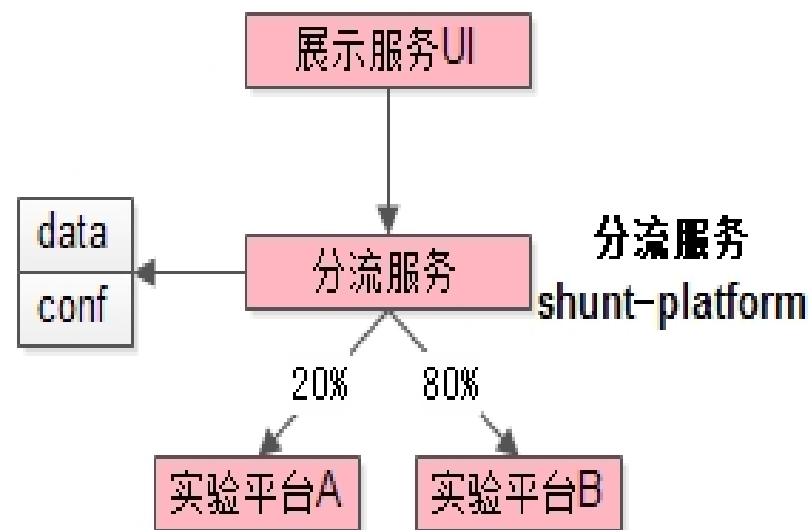 展示服务UI
data
conf
分流服务
分流服务
shunt-platform
20%
80%
实验平台A
实验平台B